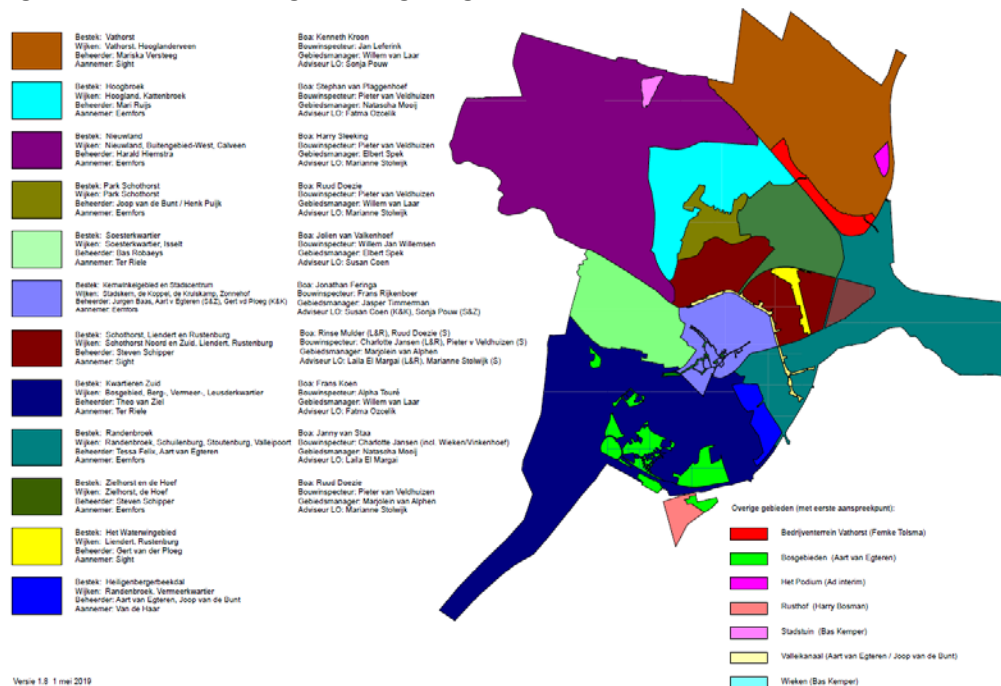 Bestek: Vathorst
Wijken: Vathorst, Hooglanderveen
Beheerder: Mariska Versteeg
Aannemer: Sight
Boa: Kenneth Kroon
Bouwinspecteur: Jan Leferink
Gebiedsmanager: Willem van Laar
Adviseur LO: Sonja Pouw
Bestek: Hoogbroek
Wijken: Hoogland, Kattenbroek
Beheerder: Mari Ruijs
Aannemer: Eemfors
Boa: Stephan van Plaggenhoef
Bouwinspecteur: Pieter van Veldhuizen
Gebiedsmanager: Natascha Mooij
Adviseur LO: Fatma Ozcelik
Bestek: Nieuwland
Wijken: Nieuwland, Buitengebied-West, Calveen
Beheerder: Harald Hiemstra
Aannemer: Eemfors
Boa: Harry Sleeking
Bouwinspecteur: Pieter van Veldhuizen
Gebiedsmanager: Elbert Spek
Adviseur LO: Marianne Stolwijk
Bestek: Park Schothorst
Wijken: Park Schothorst
Beheerder: Joop van de Bunt / Henk Puijk
Aannemer: Eemfors
Boa: Ruud Doezie
Bouwinspecteur: Pieter van Veldhuizen
Gebiedsmanager: Willem van Laar
Adviseur LO: Marianne Stolwijk
Bestek: Soesterkwartier
Wijken: Soesterkwartier, Isselt
Beheerder: Bas Robaeys
Aannemer: Ter Riele
Boa: Jolien van Valkenhoef
Bouwinspecteur: Willem Jan Willemsen
Gebiedsmanager: Elbert Spek
Adviseur LO: Susan Coen
Bestek: Kernwinkelgebied en Stadscentrum
Wijken: Stadskern, de Koppel, de Kruiskamp, Zonnehof
Beheerder: Jurgen Baas, Aart v Egteren (S&Z), Gert vd Ploeg (K&K)
Aannemer: Eemfors
Boa: Jonathan Feringa
Bouwinspecteur: Frans Rijkenboer
Gebiedsmanager: Jasper Timmerman
Adviseur LO: Susan Coen (K&K), Sonja Pouw (S&Z)
Bestek: Schothorst, Liendert en Rustenburg
Wijken: Schothorst Noord en Zuid, Liendert, Rustenburg
Beheerder: Steven Schipper
Aannemer: Sight
Boa: Rinse Mulder (L&R), Ruud Doezie (S)
Bouwinspecteur: Charlotte Jansen (L&R), Pieter v Veldhuizen (S)
Gebiedsmanager: Marjolein van Alphen
Adviseur LO: Laila El Margai (L&R), Marianne Stolwijk (S)
Bestek: Kwartieren Zuid
Wijken: Bosgebied, Berg-, Vermeer-, Leusderkwartier
Beheerder: Theo van Ziel
Aannemer: Ter Riele
Boa: Frans Koen
Bouwinspecteur: Alpha Touré
Gebiedsmanager: Willem van Laar
Adviseur LO: Fatma Ozcelik
Bestek: Randenbroek
Wijken: Randenbroek, Schuilenburg, Stoutenburg, Valleipoort
Beheerder: Tessa Felix, Aart van Egteren
Aannemer: Eemfors
Boa: Janny van Staa
Bouwinspecteur: Charlotte Jansen (incl. Wieken/Vinkenhoef)
Gebiedsmanager: Natascha Mooij
Adviseur LO: Laila El Margai
Bestek: Zielhorst en de Hoef
Wijken: Zielhorst, de Hoef
Beheerder: Steven Schipper
Aannemer: Eemfors
Boa: Ruud Doezie
Bouwinspecteur: Pieter van Veldhuizen
Gebiedsmanager: Marjolein van Alphen
Adviseur LO: Marianne Stolwijk
Bestek: Het Waterwingebied
Wijken: Liendert, Rustenburg
Beheerder: Gert van der Ploeg
Aannemer: Sight
Bestek: Heiligenbergerbeekdal
Wijken: Randenbroek, Vermeerkwartier
Beheerder: Aart van Egteren, Joop van de Bunt
Aannemer: Van de Haar
Overige gebieden (met eerste aanspreekpunt):
Bedrijventerrein Vathorst (Femke Tolsma)
Bosgebieden (Aart van Egteren)
Het Podium (Ad interim)
Rusthof (Harry Bosman)
Stadstuin (Bas Kemper)
Valleikanaal (Aart van Egteren / Joop van de Bunt)
Wieken (Bas Kemper)
Versie 1.8 1 mei 2019